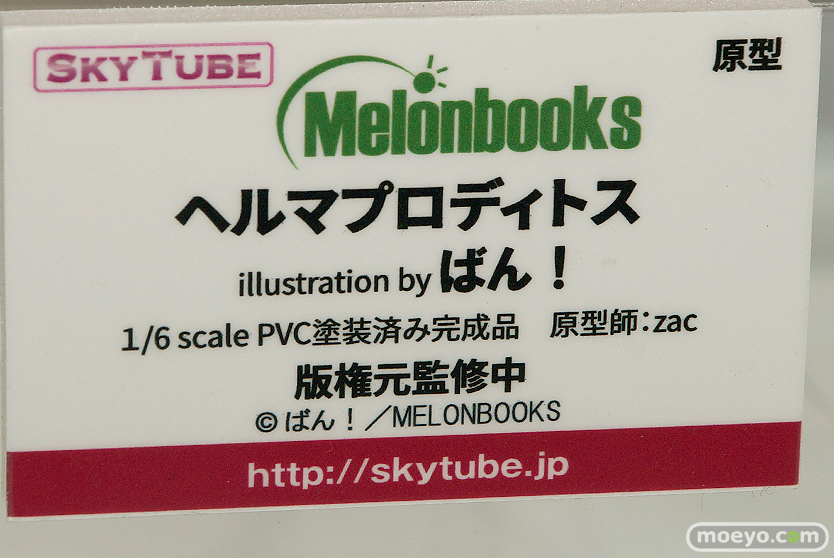 SKYTUBE
原型
Melonbooks
ヘルマプロディトス
illustration by ばん！
1/6 scale PVC塗装済み完成品　原型師：zac
版権元監修中
© ばん！／MELONBOOKS
http://skytube.jp
moeyo.com